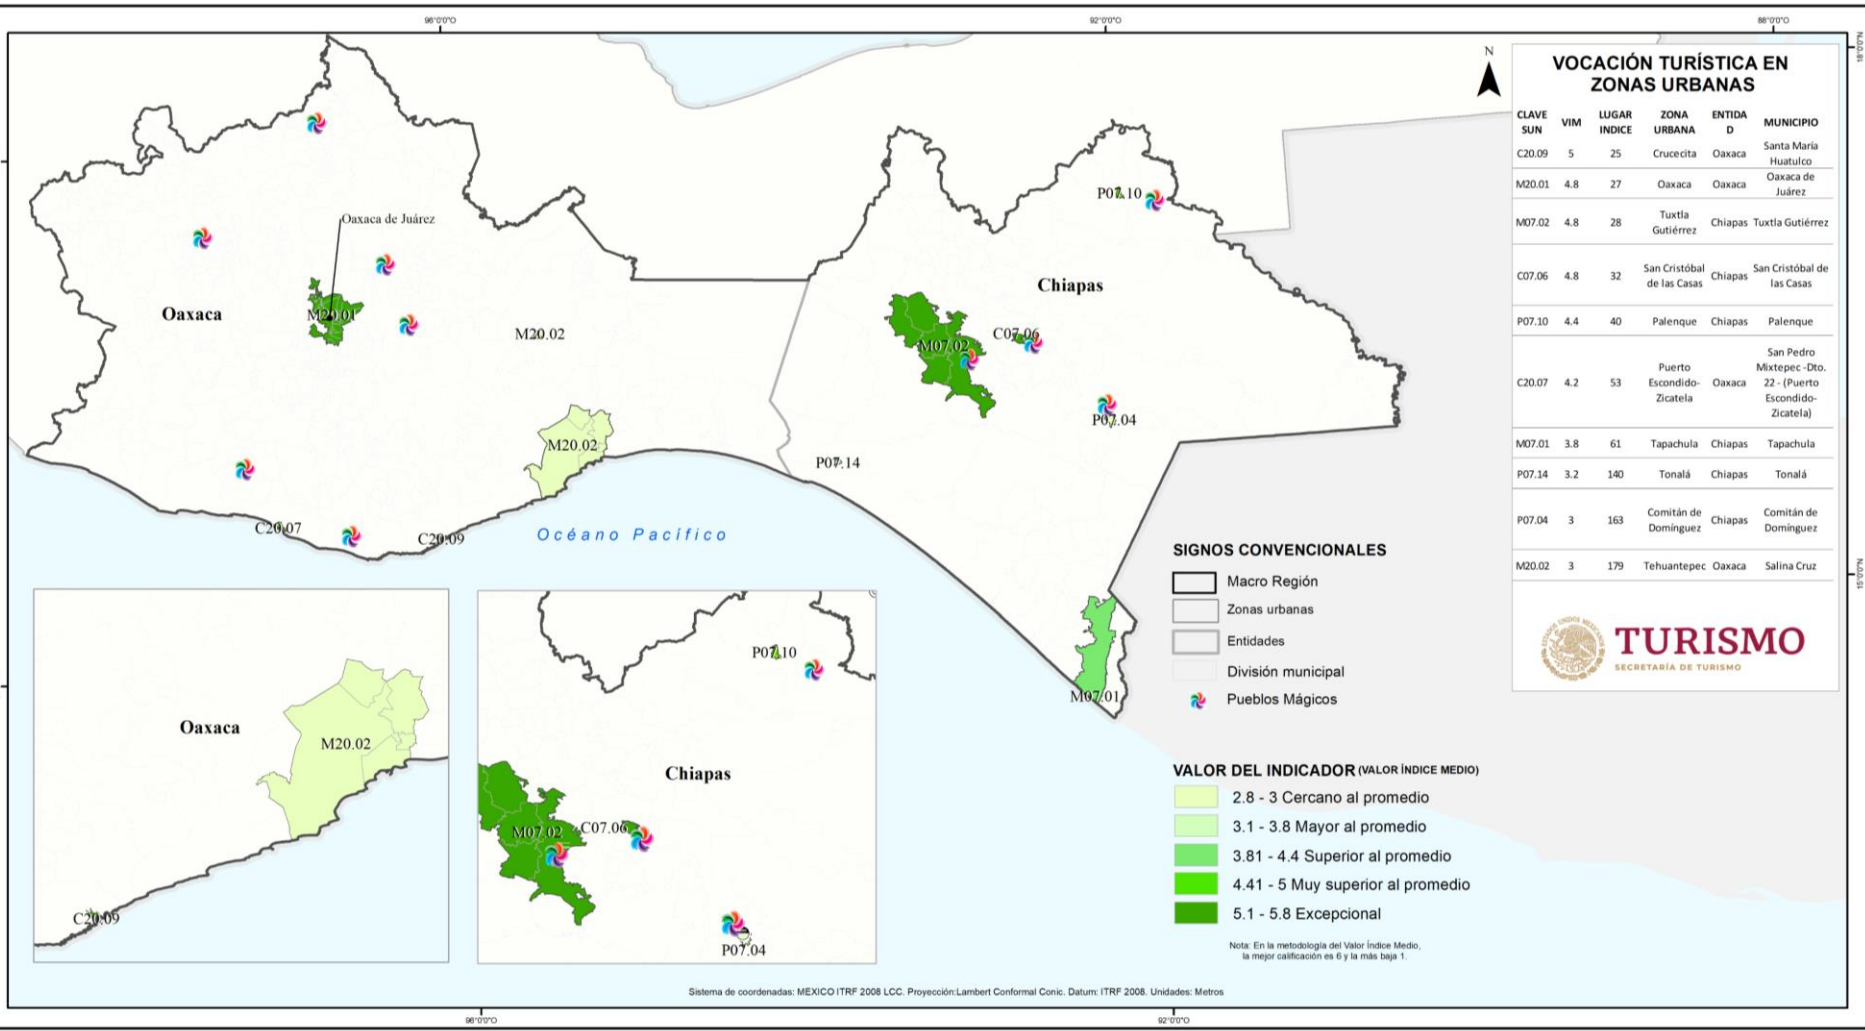 96°0'0"O
92°0'0"O
88°0'0"O
18°0'0"N
15°0'0"N
N
Oaxaca de Juárez
Oaxaca
M20.01
M20.02
M20.02
C20.07
C20.09
Océano Pacífico
Chiapas
P07.10
M07.02
C07.06
P07.04
P07.14
M07.01
VOCACIÓN TURÍSTICA EN
ZONAS URBANAS
CLAVE SUN VIM LUGAR INDICE ZONA URBANA ENTIDA D MUNICIPIO
C20.09 5 25 Crucecita Oaxaca Santa María Huatulco
M20.01 4.8 27 Oaxaca Oaxaca Oaxaca de Juárez
M07.02 4.8 28 Tuxtla Gutiérrez Chiapas Tuxtla Gutiérrez
C07.06 4.8 32 San Cristóbal de las Casas Chiapas San Cristóbal de las Casas
P07.10 4.4 40 Palenque Chiapas Palenque
C20.07 4.2 53 Puerto Escondido-Zicatela Oaxaca San Pedro Mixtepec -Dto. 22 - (Puerto Escondido-Zicatela)
M07.01 3.8 61 Tapachula Chiapas Tapachula
P07.14 3.2 140 Tonalá Chiapas Tonalá
P07.04 3 163 Comitán de Domínguez Chiapas Comitán de Domínguez
M20.02 3 179 Tehuantepec Oaxaca Salina Cruz
TURISMO
SECRETARÍA DE TURISMO
SIGNOS CONVENCIONALES
Macro Región
Zonas urbanas
Entidades
División municipal
Pueblos Mágicos
VALOR DEL INDICADOR (VALOR ÍNDICE MEDIO)
2.8 - 3 Cercano al promedio
3.1 - 3.8 Mayor al promedio
3.81 - 4.4 Superior al promedio
4.41 - 5 Muy superior al promedio
5.1 - 5.8 Excepcional
Nota: En la metodología del Valor Índice Medio,
la mejor calificación es 6 y la más baja 1.
Oaxaca
M20.02
C20.09
P07.10
Chiapas
M07.02
C07.06
P07.04
Sistema de coordenadas: MEXICO ITRF 2008 LCC. Proyección:Lambert Conformal Conic. Datum: ITRF 2008. Unidades: Metros
96°0'0"O
92°0'0"O